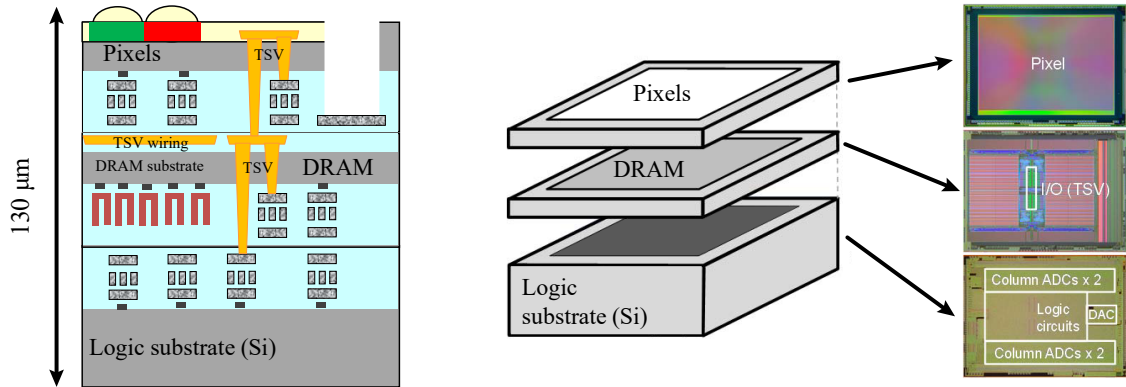 130 μm
Pixels
TSV
TSV wiring
DRAM substrate
TSV
DRAM
Logic substrate (Si)
Pixels
DRAM
Logic
substrate (Si)
Pixel
I/O (TSV)
Column ADCs x 2
Logic
circuits
DAC
Column ADCs x 2